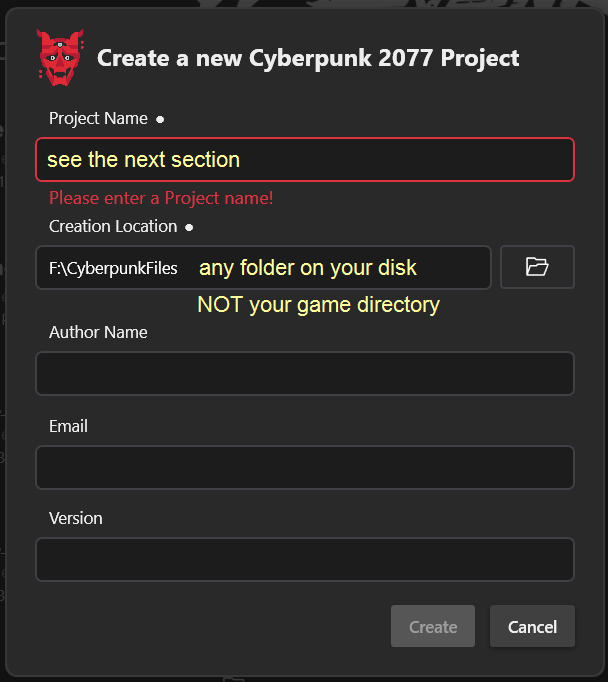 Create a new Cyberpunk 2077 Project
Project Name ●
see the next section
Please enter a Project name!
Creation Location ●
F:\CyberpunkFiles any folder on your disk
NOT your game directory
Author Name
Email
Version
Create Cancel